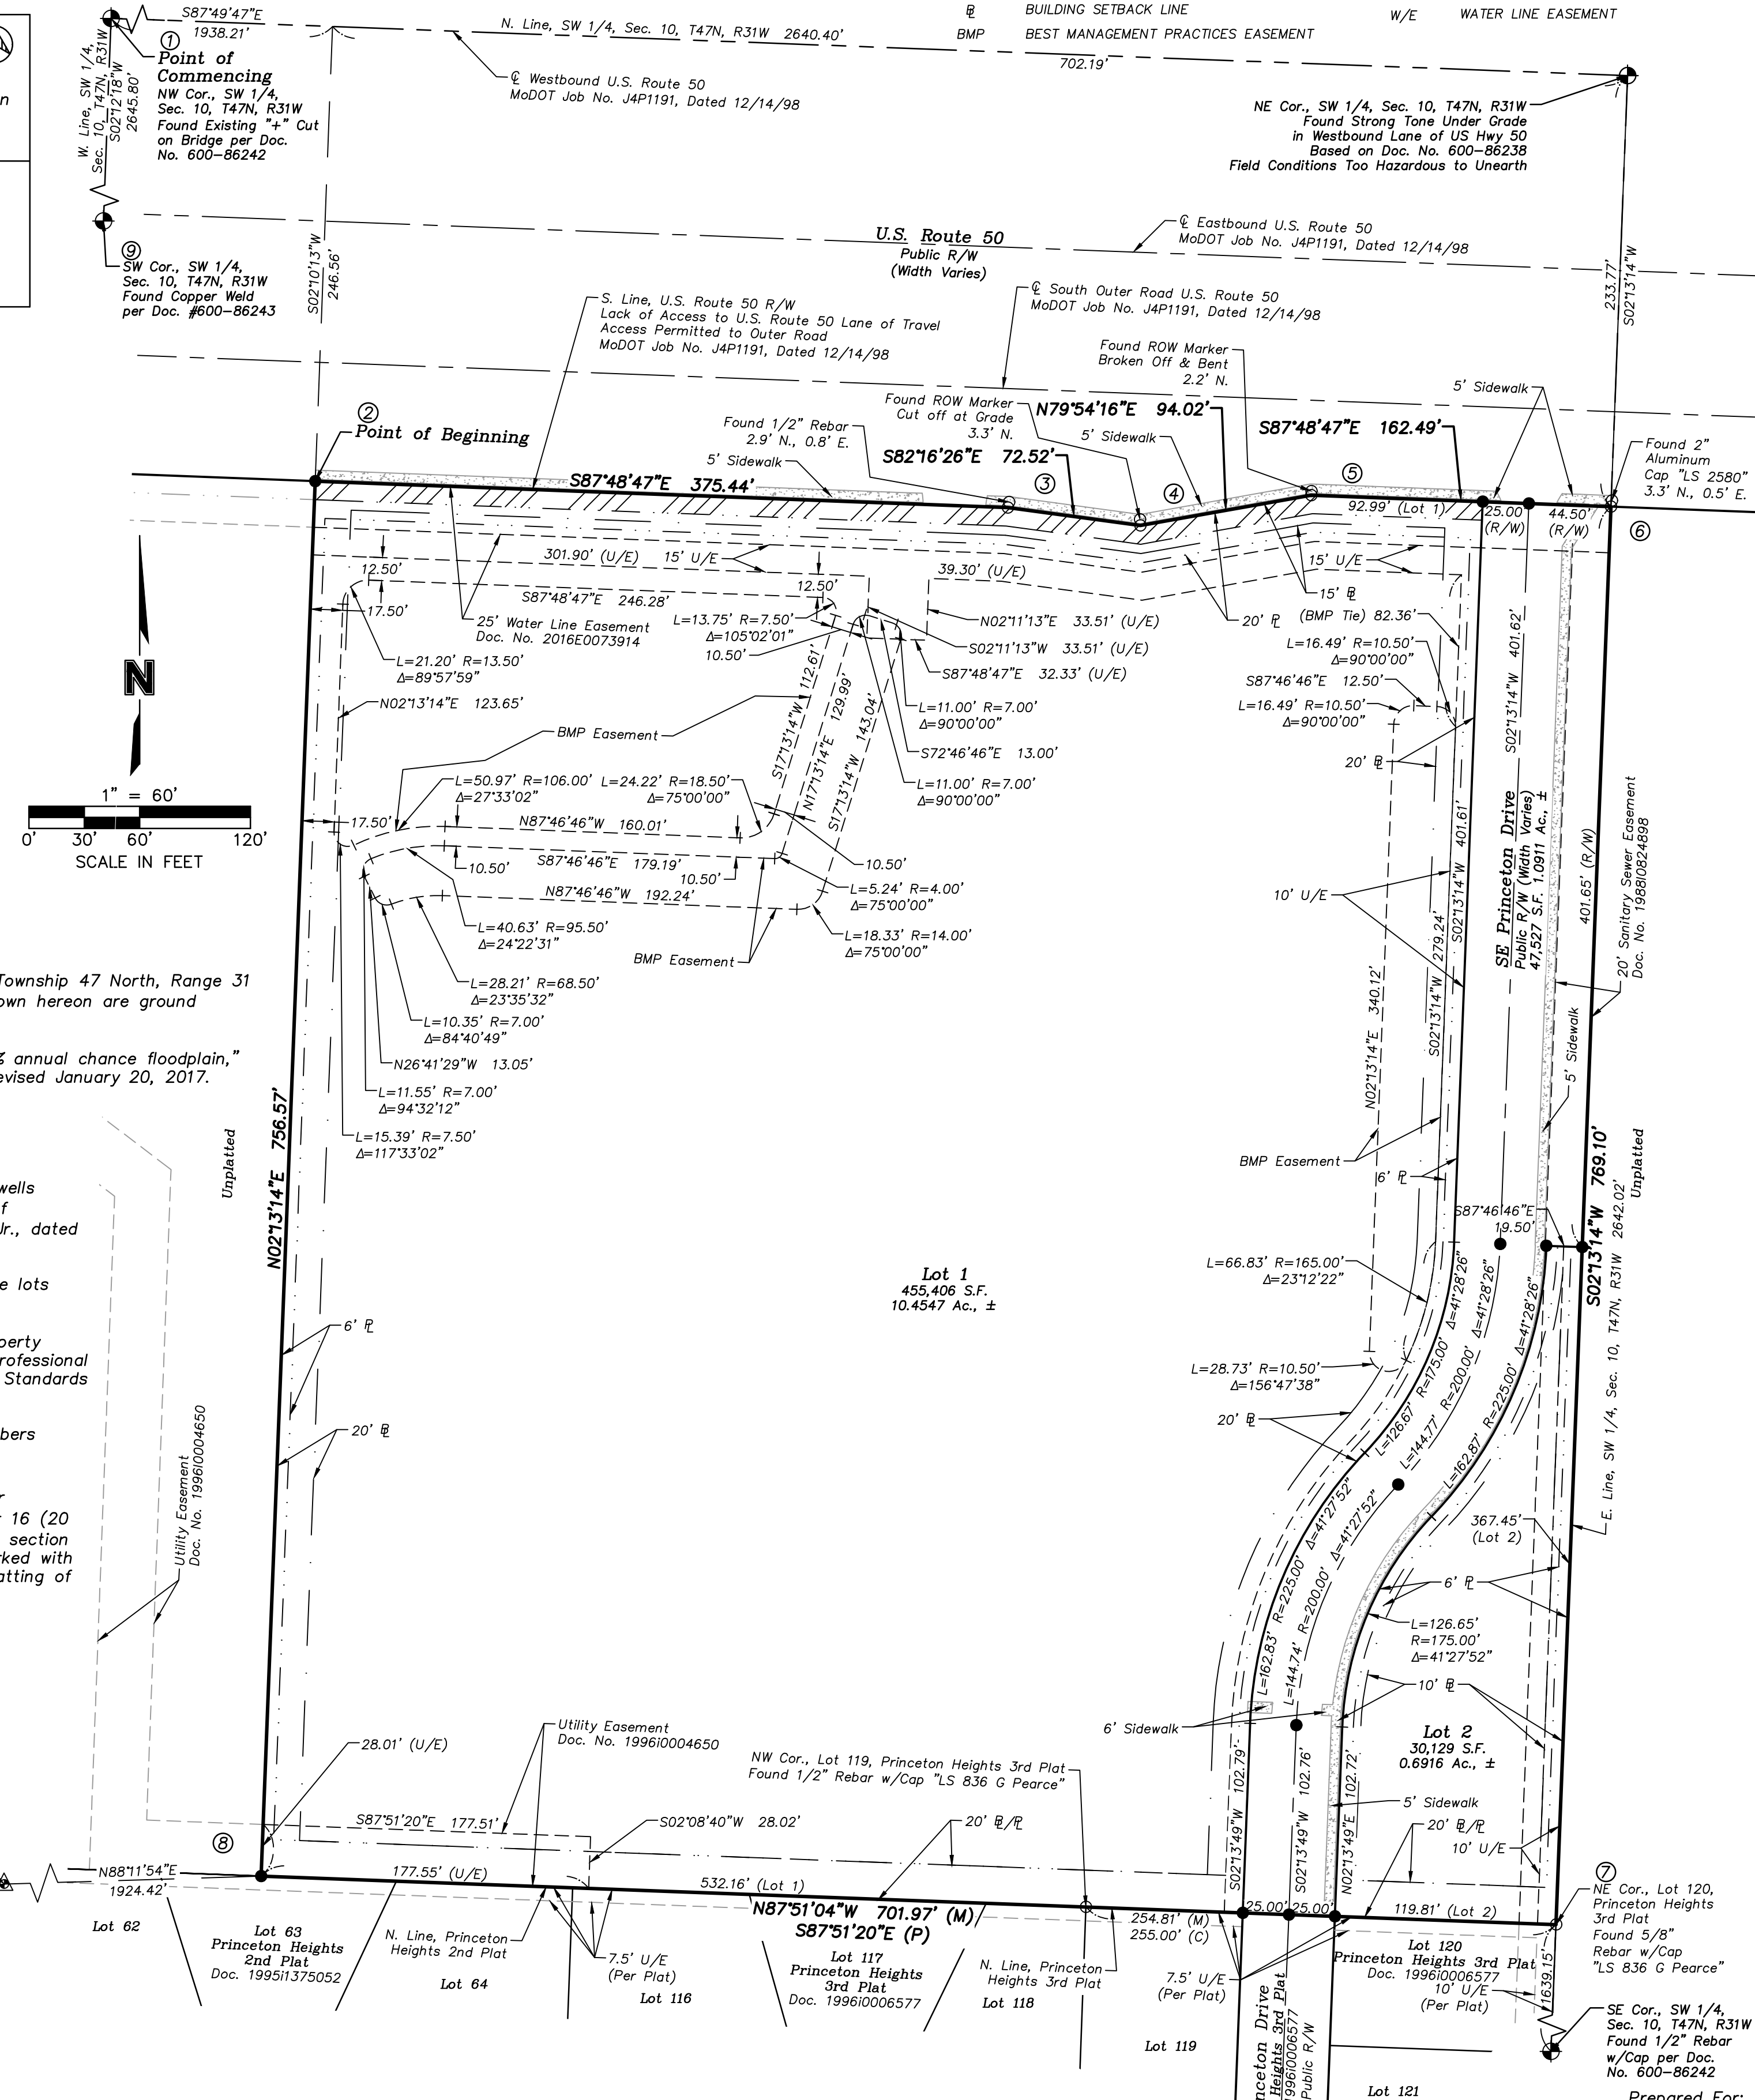 S87°49'47"E
1938.21'
N. Line, SW 1/4, Sec. 10, T47N, R31W 2640.40'
BUILDING SETBACK LINE
BMP BEST MANAGEMENT PRACTICES EASEMENT
W/E WATER LINE EASEMENT
702.19'
W. Line, SW 1/4,
Sec. 10, T47N, R31W
S02°12'18"W
2645.80'
1
Point of
Commencing
NW Cor., SW 1/4,
Sec. 10, T47N, R31W
Found Existing "+" Cut
on Bridge per Doc.
No. 600-86242
℄ Westbound U.S. Route 50
MoDOT Job No. J4P1191, Dated 12/14/98
NE Cor., SW 1/4, Sec. 10, T47N, R31W
Found Strong Tone Under Grade
in Westbound Lane of US Hwy 50
Based on Doc. No. 600-86238
Field Conditions Too Hazardous to Unearth
9
SW Cor., SW 1/4,
Sec. 10, T47N, R31W
Found Copper Weld
per Doc. #600-86243
S02°10'13"W
246.56'
U.S. Route 50
Public R/W
(Width Varies)
℄ Eastbound U.S. Route 50
MoDOT Job No. J4P1191, Dated 12/14/98
233.77'
S02°13'14"W
S. Line, U.S. Route 50 R/W
Lack of Access to U.S. Route 50 Lane of Travel
Access Permitted to Outer Road
MoDOT Job No. J4P1191, Dated 12/14/98
℄ South Outer Road U.S. Route 50
MoDOT Job No. J4P1191, Dated 12/14/98
Found ROW Marker
Broken Off & Bent
2.2' N.
5' Sidewalk
2
Point of Beginning
Found 1/2" Rebar
2.9' N., 0.8' E.
5' Sidewalk
Found ROW Marker
Cut off at Grade
3.3' N.
N79°54'16"E 94.02'
5' Sidewalk
S87°48'47"E 162.49'
S82°16'26"E 72.52'
S87°48'47"E 375.44'
3
4
5
92.99' (Lot 1)
25.00'
(R/W)
44.50'
(R/W)
Found 2"
Aluminum
Cap "LS 2580"
3.3' N., 0.5' E.
6
301.90' (U/E)
15' U/E
12.50'
S87°48'47"E 246.28'
12.50'
39.30' (U/E)
15' U/E
17.50'
25' Water Line Easement
Doc. No. 2016E0073914
L=13.75' R=7.50'
Δ=105°02'01"
10.50'
N02°11'13"E 33.51' (U/E)
S02°11'13"W 33.51' (U/E)
S87°48'47"E 32.33' (U/E)
20' ℞
15' B̸L
(BMP Tie) 82.36'
L=16.49' R=10.50'
Δ=90°00'00"
S87°46'46"E 12.50'
L=16.49' R=10.50'
Δ=90°00'00"
L=21.20' R=13.50'
Δ=89°57'59"
N02°13'14"E 123.65'
BMP Easement
S17°13'14"W 112.61'
N17°13'14"E 129.99'
S17°13'14"W 143.04'
L=11.00' R=7.00'
Δ=90°00'00"
S72°46'46"E 13.00'
L=11.00' R=7.00'
Δ=90°00'00"
20' B̸L
N
1" = 60'
0' 30' 60' 120'
SCALE IN FEET
17.50'
L=50.97' R=106.00'
Δ=27°33'02"
L=24.22' R=18.50'
Δ=75°00'00"
N87°46'46"W 160.01'
10.50'
S87°46'46"E 179.19'
10.50'
10.50'
N87°46'46"W 192.24'
L=5.24' R=4.00'
Δ=75°00'00"
L=18.33' R=14.00'
Δ=75°00'00"
BMP Easement
L=40.63' R=95.50'
Δ=24°22'31"
L=28.21' R=68.50'
Δ=23°35'32"
L=10.35' R=7.00'
Δ=84°40'49"
N26°41'29"W 13.05'
L=11.55' R=7.00'
Δ=94°32'12"
L=15.39' R=7.50'
Δ=117°33'02"
10' U/E
S02°13'14"W 401.61'
S02°13'14"W 401.62'
SE Princeton Drive
Public R/W (Width Varies)
47,527 S.F. 1.0911 Ac., ±
401.65' (R/W)
20' Sanitary Sewer Easement
Doc. No. 1988I0824898
N02°13'14"E 340.12'
S02°13'14"W 279.24'
5' Sidewalk
Township 47 North, Range 31
own hereon are ground
% annual chance floodplain,"
evised January 20, 2017.
wells
f
Jr., dated
e lots
operty
rofessional
Standards
bers
r
16 (20
section
rked with
atting of
Unplatted
N02°13'14"E 756.57'
BMP Easement
6' ℞
S87°46'46"E
19.50'
S02°13'14"W 769.10'
Unplatted
E. Line, SW 1/4, Sec. 10, T47N, R31W 2642.02'
Lot 1
455,406 S.F.
10.4547 Ac., ±
L=66.83' R=165.00'
Δ=23°12'22"
L=28.73' R=10.50'
Δ=156°47'38"
6' ℞
20' B̸L
20' B̸L
L=126.67' R=175.00' Δ=41°28'26"
L=144.77' R=200.00' Δ=41°28'26"
L=162.87' R=225.00' Δ=41°28'26"
Utility Easement
Doc. No. 1996I0004650
367.45'
(Lot 2)
6' ℞
L=162.83' R=225.00' Δ=41°27'52"
L=144.74' R=200.00' Δ=41°27'52"
L=126.65'
R=175.00'
Δ=41°27'52"
10' B̸L
6' Sidewalk
Lot 2
30,129 S.F.
0.6916 Ac., ±
Utility Easement
Doc. No. 1996i0004650
28.01' (U/E)
NW Cor., Lot 119, Princeton Heights 3rd Plat
Found 1/2" Rebar w/Cap "LS 836 G Pearce"
S87°51'20"E 177.51'
S02°08'40"W 28.02'
20' B̸L/℞
S02°13'49"W 102.79'
S02°13'49"W 102.76'
N02°13'49"E 102.72'
5' Sidewalk
20' B̸L/℞
10' U/E
8
N88°11'54"E
1924.42'
177.55' (U/E)
532.16' (Lot 1)
N87°51'04"W 701.97' (M)
S87°51'20"E (P)
254.81' (M)
255.00' (C)
25.00'
25.00'
119.81' (Lot 2)
7
NE Cor., Lot 120,
Princeton Heights
3rd Plat
Found 5/8"
Rebar w/Cap
"LS 836 G Pearce"
Lot 62
Lot 63
Princeton Heights
2nd Plat
Doc. 1995i1375052
N. Line, Princeton
Heights 2nd Plat
Lot 64
7.5' U/E
(Per Plat)
Lot 116
Lot 117
Princeton Heights
3rd Plat
Doc. 1996i0006577
N. Line, Princeton
Heights 3rd Plat
Lot 118
7.5' U/E
(Per Plat)
Lot 119
Lot 120
Princeton Heights 3rd Plat
Doc. 1996i0006577
10' U/E
(Per Plat)
1639.15'
nceton Drive
Heights 3rd Plat
1996i0006577
Public R/W
Lot 121
SE Cor., SW 1/4,
Sec. 10, T47N, R31W
Found 1/2" Rebar
w/Cap per Doc.
No. 600-86242
Prepared For: